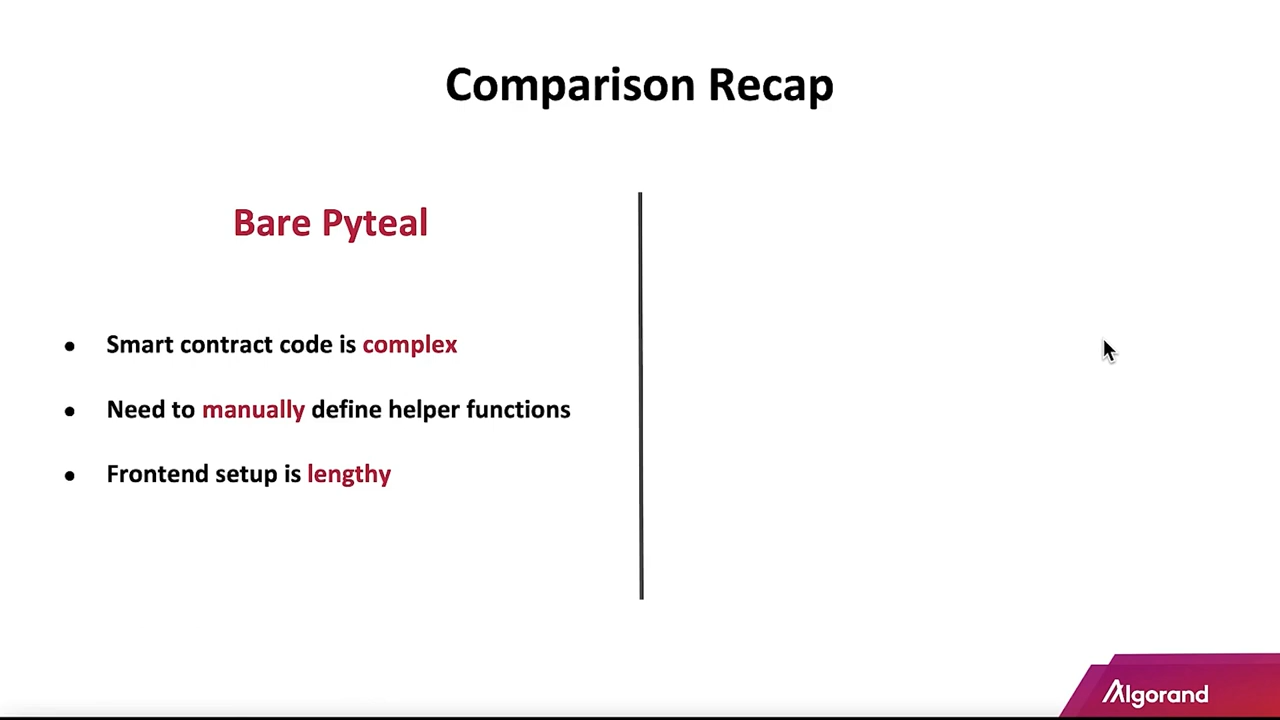 Comparison Recap
Bare Pyteal
Smart contract code is complex
Need to manually define helper functions
Frontend setup is lengthy
Algorand